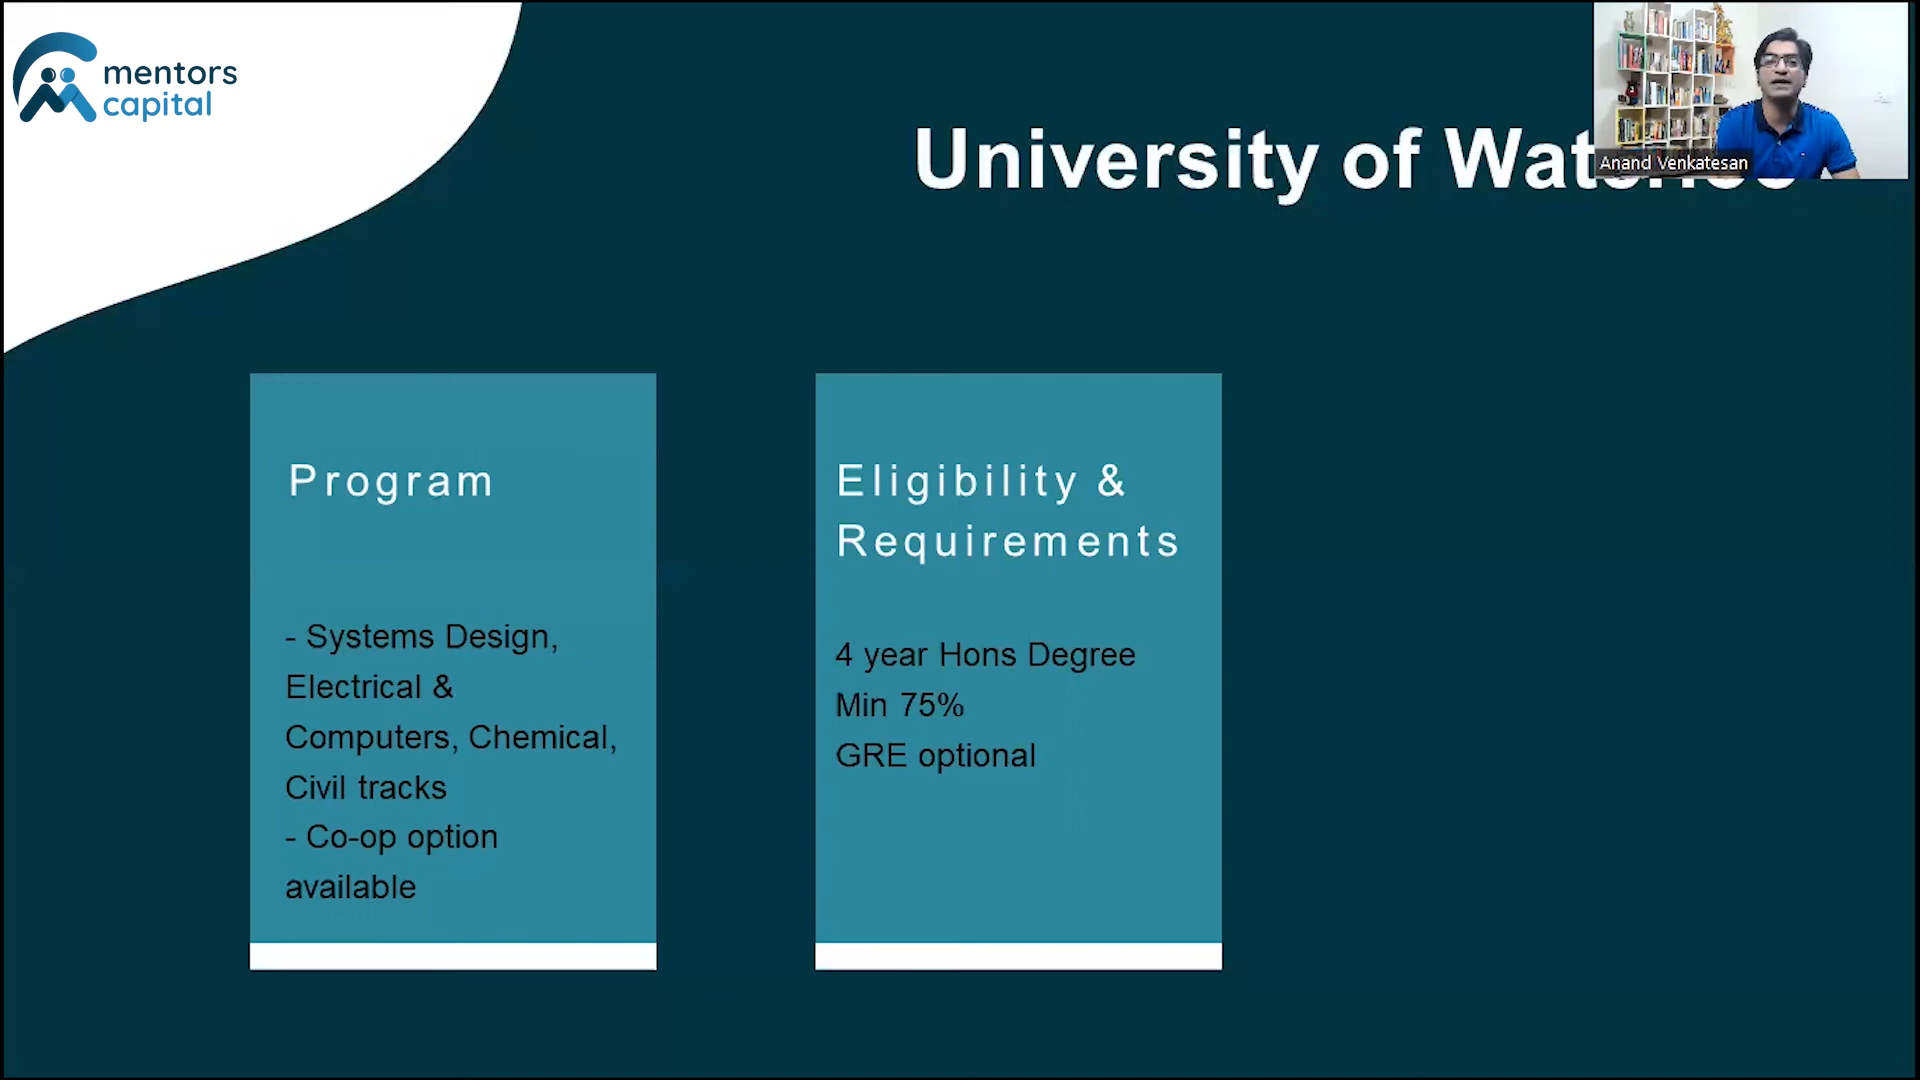 mentors
capital
University of Waterloo
Anand Venkatesan
Program
- Systems Design,
Electrical &
Computers, Chemical,
Civil tracks
- Co-op option
available
Eligibility &
Requirements
4 year Hons Degree
Min 75%
GRE optional